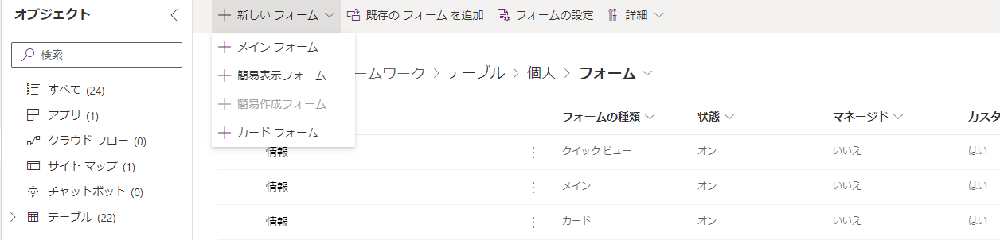 オブジェクト
検索
すべて (24)
アプリ (1)
クラウド フロー (0)
サイト マップ (1)
チャットボット (0)
テーブル (22)
新しい フォーム
既存の フォーム を追加
フォームの設定
詳細
メイン フォーム
簡易表示フォーム
簡易作成フォーム
カード フォーム
ームワーク > テーブル > 個人 > フォーム
フォームの種類 状態 マネージド カスタ
情報 クイック ビュー オン いいえ はい
情報 メイン オン いいえ はい
情報 カード オン いいえ はい